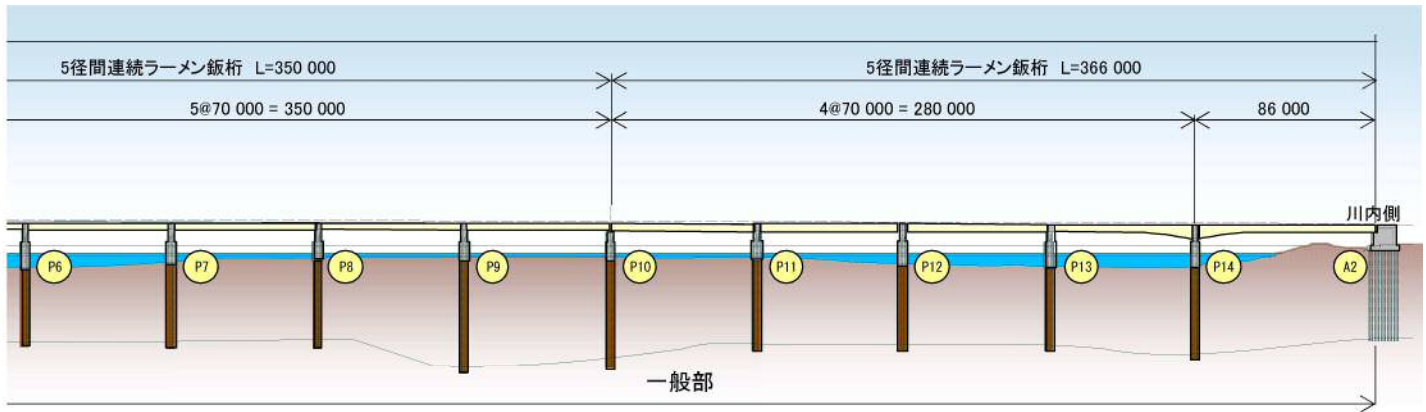 5径間連続ラーメン鈑桁 L=350 000
5径間連続ラーメン鈑桁 L=366 000
5@70 000 = 350 000
4@70 000 = 280 000
86 000
川内側
P6
P7
P8
P9
P10
P11
P12
P13
P14
A2
一般部